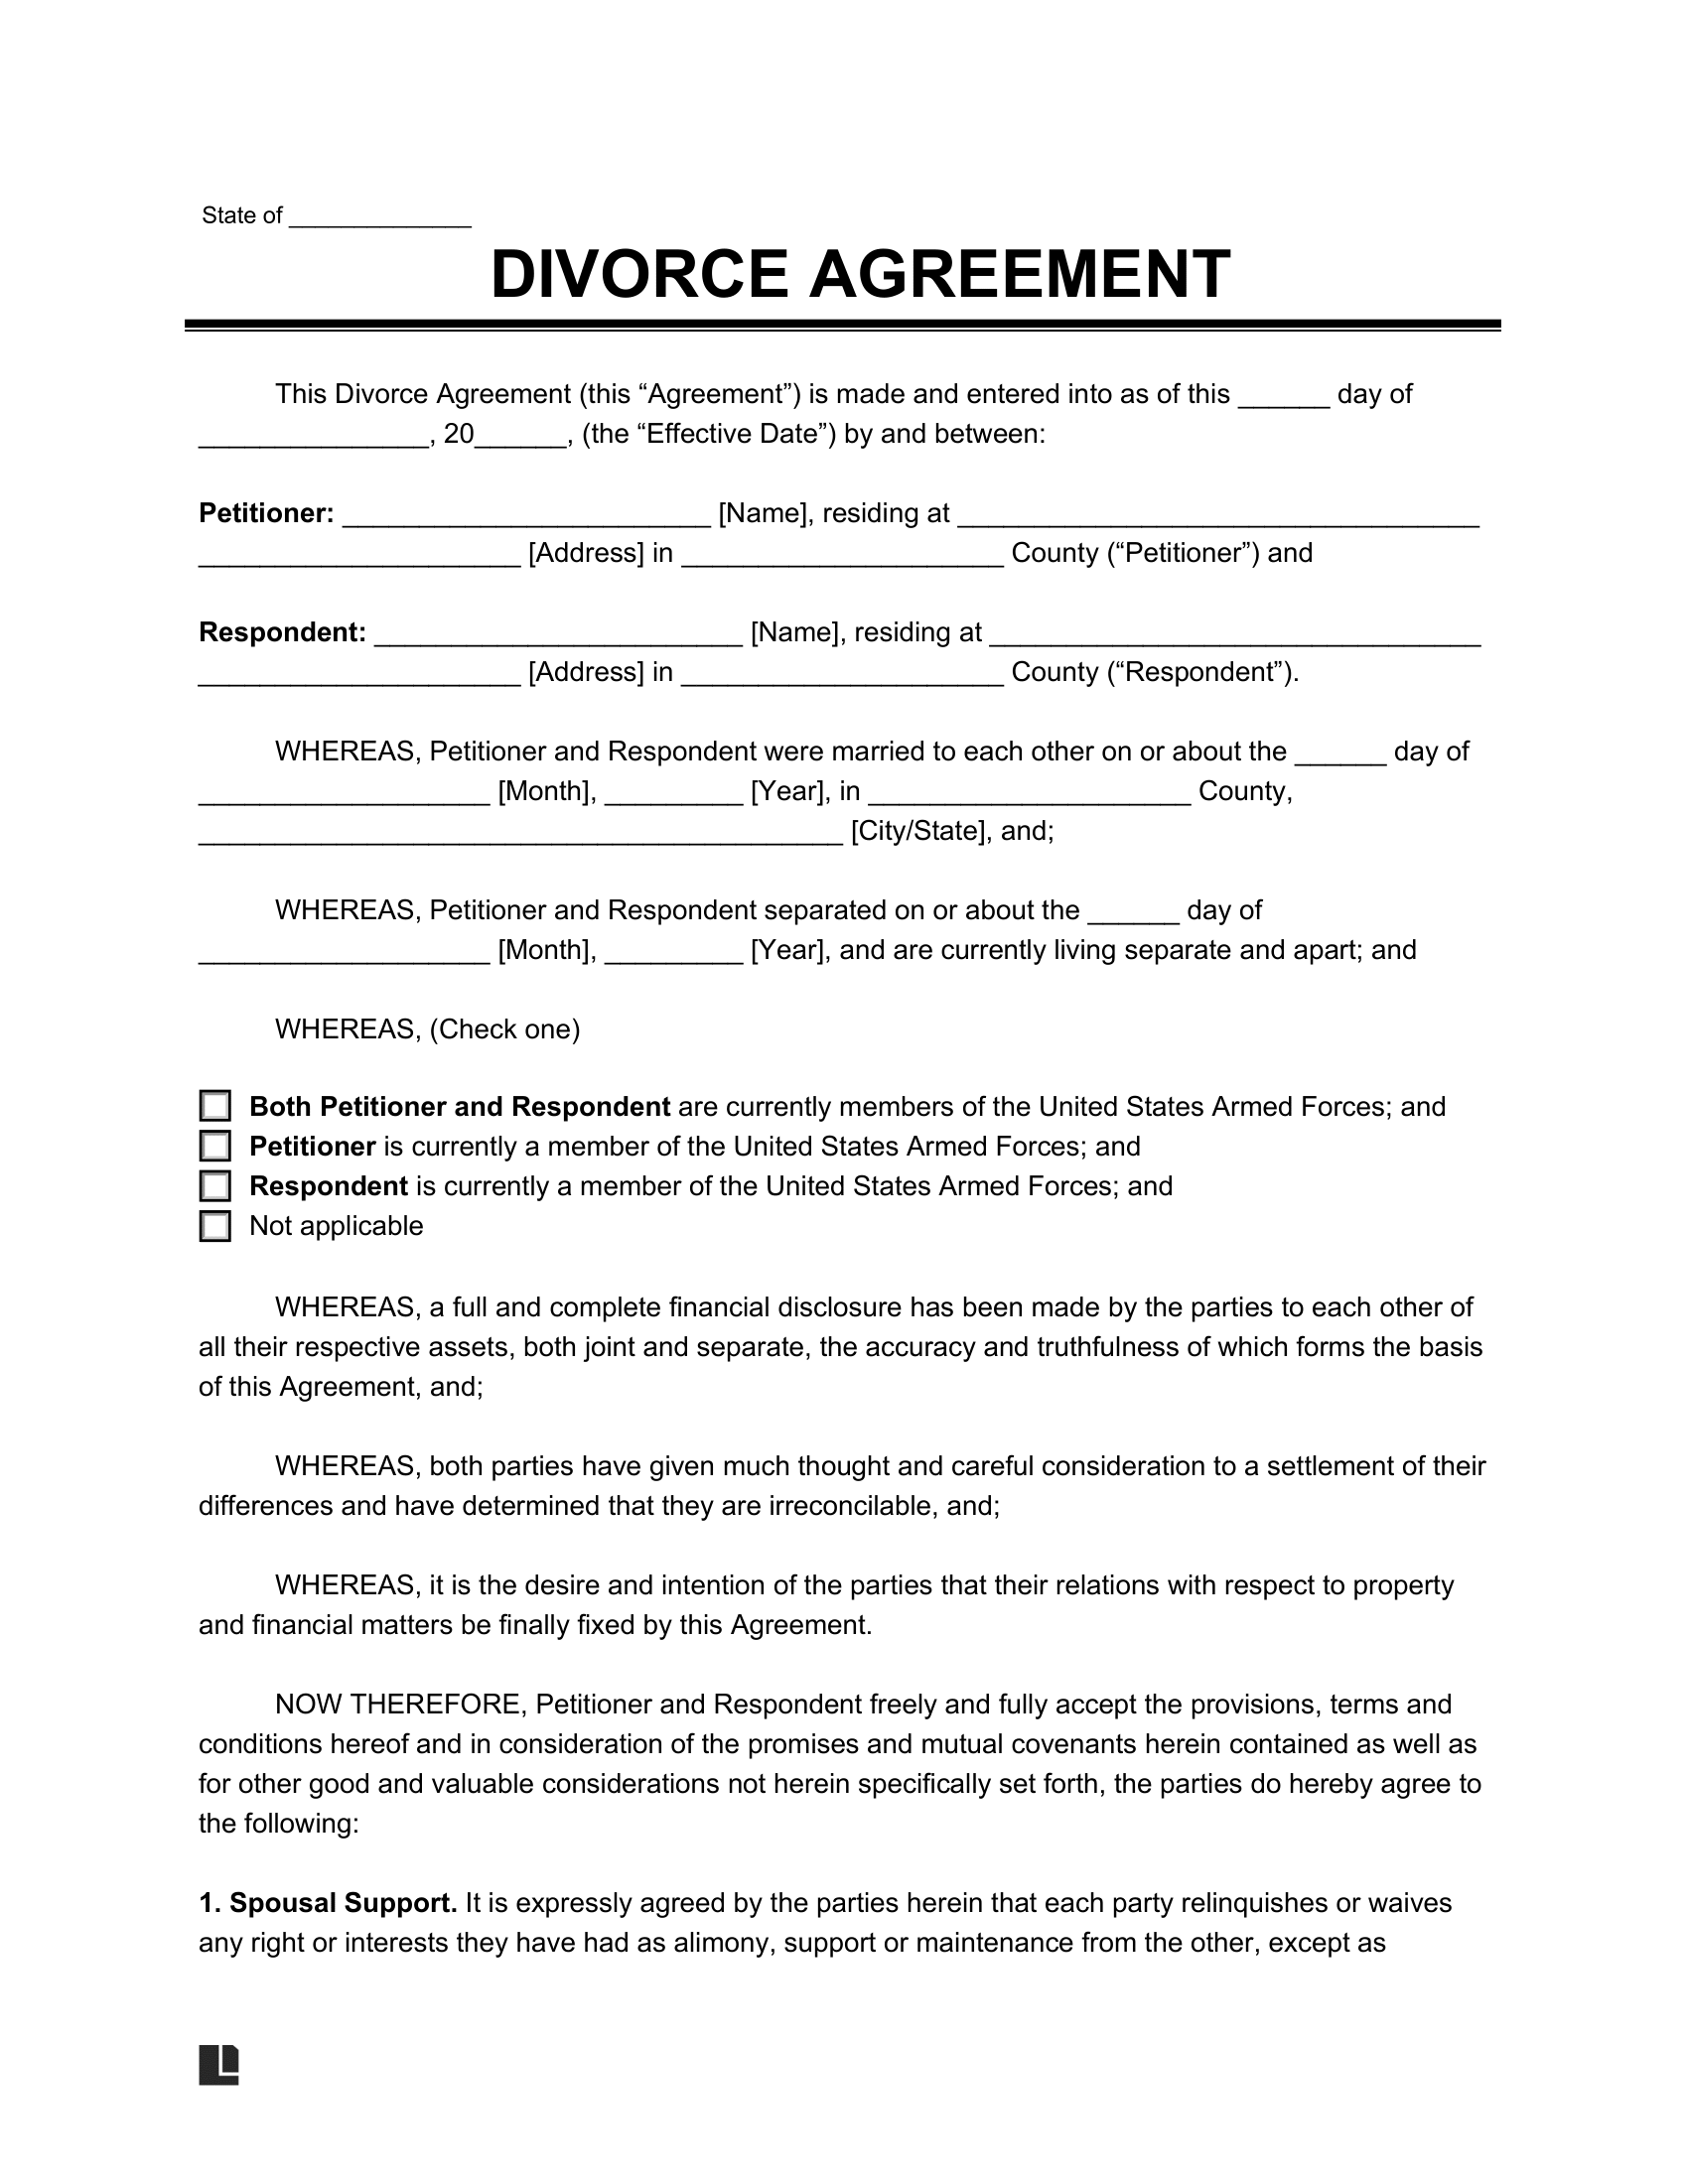 State of ______________
DIVORCE AGREEMENT
This Divorce Agreement (this “Agreement”) is made and entered into as of this ______ day of
_______________, 20______, (the “Effective Date”) by and between:
Petitioner: ________________________ [Name], residing at __________________________________
_____________________ [Address] in _____________________ County (“Petitioner”) and
Respondent: ________________________ [Name], residing at ________________________________
_____________________ [Address] in _____________________ County (“Respondent”).
WHEREAS, Petitioner and Respondent were married to each other on or about the ______ day of
___________________ [Month], _________ [Year], in _____________________ County,
__________________________________________ [City/State], and;
WHEREAS, Petitioner and Respondent separated on or about the ______ day of
___________________ [Month], _________ [Year], and are currently living separate and apart; and
WHEREAS, (Check one)
Both Petitioner and Respondent are currently members of the United States Armed Forces; and
Petitioner is currently a member of the United States Armed Forces; and
Respondent is currently a member of the United States Armed Forces; and
Not applicable
WHEREAS, a full and complete financial disclosure has been made by the parties to each other of
all their respective assets, both joint and separate, the accuracy and truthfulness of which forms the basis
of this Agreement, and;
WHEREAS, both parties have given much thought and careful consideration to a settlement of their
differences and have determined that they are irreconcilable, and;
WHEREAS, it is the desire and intention of the parties that their relations with respect to property
and financial matters be finally fixed by this Agreement.
NOW THEREFORE, Petitioner and Respondent freely and fully accept the provisions, terms and
conditions hereof and in consideration of the promises and mutual covenants herein contained as well as
for other good and valuable considerations not herein specifically set forth, the parties do hereby agree to
the following:
1. Spousal Support. It is expressly agreed by the parties herein that each party relinquishes or waives
any right or interests they have had as alimony, support or maintenance from the other, except as